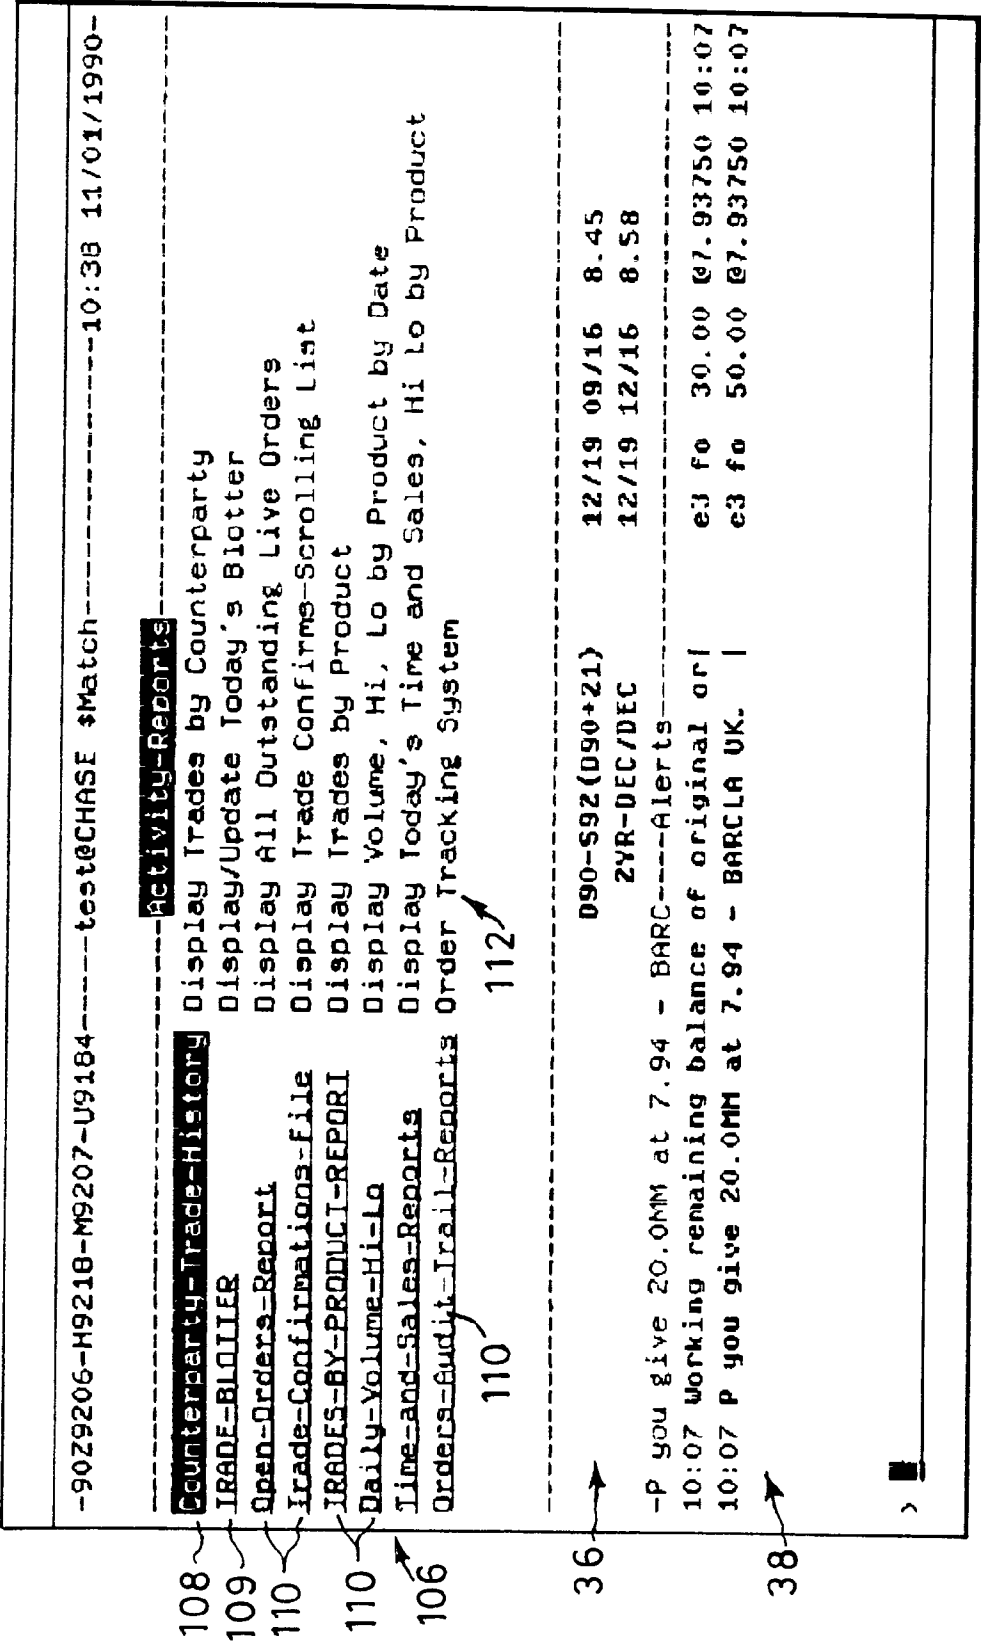 -90Z9206-H9218-M9207-U9184-----test@CHASE $Match---------------10:38 11/01/1990-
Activity-Reports
108 Counterparty-Trade-History Display Trades by Counterparty
109 TRADE-BLOTTER Display/Update Today's Blotter
110 Open-Orders-Report Display All Outstanding Live Orders
Trade-Confirmations-File Display Trade Confirms-Scrolling List
110 TRADES-BY-PRODUCT-REPORT Display Trades by Product
Daily-Volume-Hi-Lo Display Volume, Hi, Lo by Product by Date
106 Time-and-Sales-Reports Display Today's Time and Sales, Hi Lo by Product
Orders-Audit-Trail-Reports Order Tracking System
110 112
36 D90-S92(D90+21) 12/19 09/16 8.45
2YR-DEC/DEC 12/19 12/16 8.58
-P you give 20.0MM at 7.94 - BARC----Alerts-----------------------------
10:07 Working remaining balance of original or| e3 fo 30.00 @7.93750 10:07
10:07 P you give 20.0MM at 7.94 - BARCLA UK. | e3 fo 50.00 @7.93750 10:07
38
>